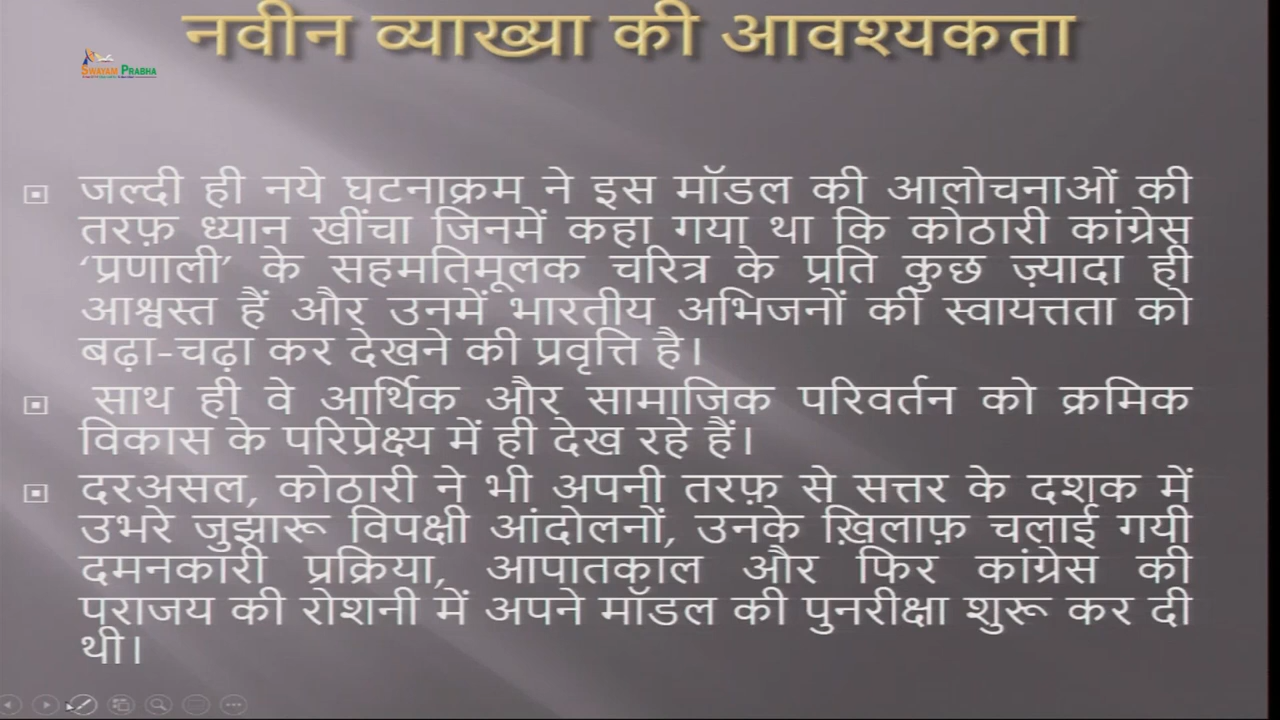 नवीन व्याख्या की आवश्यकता
SWAYAM PRABHA
जल्दी ही नये घटनाक्रम ने इस मॉडल की आलोचनाओं की
तरफ़ ध्यान खींचा जिनमें कहा गया था कि कोठारी कांग्रेस
‘प्रणाली’ के सहमतिमूलक चरित्र के प्रति कुछ ज़्यादा ही
आश्वस्त हैं और उनमें भारतीय अभिजनों की स्वायत्तता को
बढ़ा-चढ़ा कर देखने की प्रवृत्ति है।
साथ ही वे आर्थिक और सामाजिक परिवर्तन को क्रमिक
विकास के परिप्रेक्ष्य में ही देख रहे हैं।
दरअसल, कोठारी ने भी अपनी तरफ़ से सत्तर के दशक में
उभरे जुझारू विपक्षी आंदोलनों, उनके ख़िलाफ़ चलाई गयी
दमनकारी प्रक्रिया, आपातकाल और फिर कांग्रेस की
पराजय की रोशनी में अपने मॉडल की पुनरीक्षा शुरू कर दी
थी।